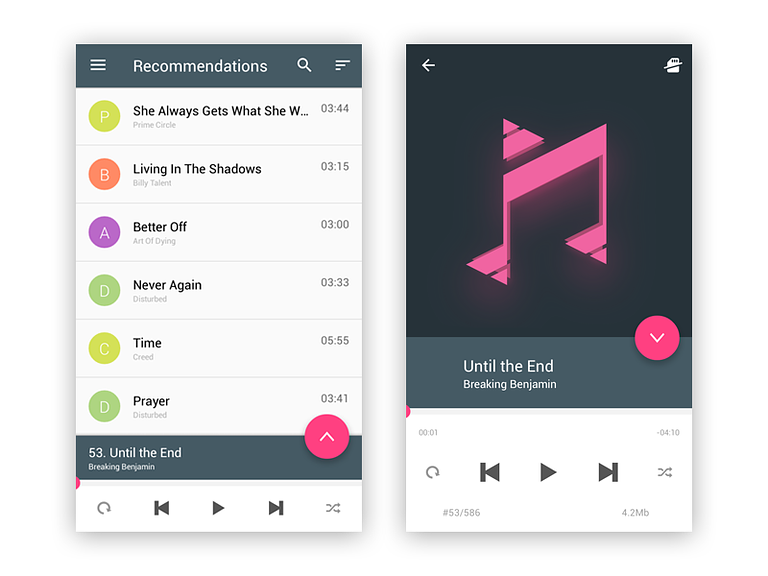 Recommendations
P
She Always Gets What She W...
03:44
Prime Circle
B
Living In The Shadows
03:15
Billy Talent
A
Better Off
03:00
Art Of Dying
D
Never Again
03:33
Disturbed
C
Time
05:55
Creed
D
Prayer
03:41
Disturbed
53. Until the End
Breaking Benjamin
Until the End
Breaking Benjamin
00:01
-04:10
#53/586
4.2Mb